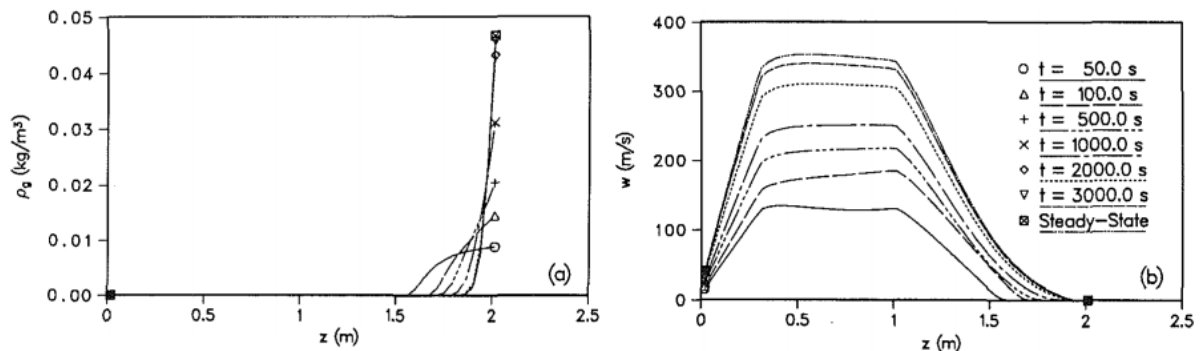 0.05
0.04
0.03
0.02
0.01
0.00
ρg (kg/m³)
0 0.5 1 1.5 2 2.5
z (m)
(a)
400
300
200
100
0
w (m/s)
0 0.5 1 1.5 2 2.5
z (m)
t = 50.0 s
t = 100.0 s
t = 500.0 s
t = 1000.0 s
t = 2000.0 s
t = 3000.0 s
Steady-State
(b)